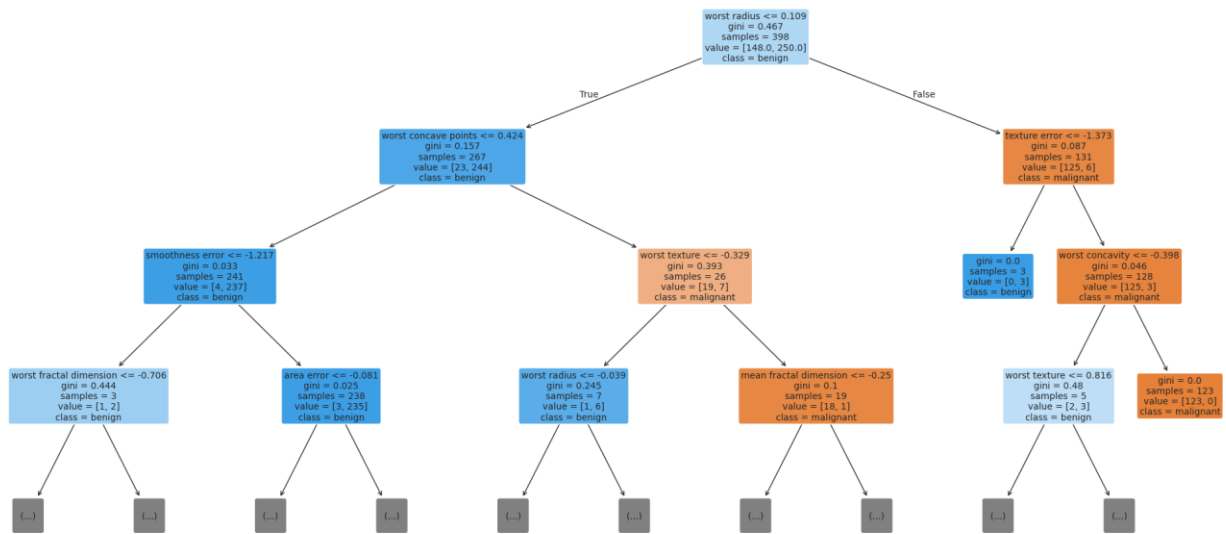 worst radius <= 0.109
gini = 0.467
samples = 398
value = [148.0, 250.0]
class = benign
True
False
worst concave points <= 0.424
gini = 0.157
samples = 267
value = [23, 244]
class = benign
texture error <= -1.373
gini = 0.087
samples = 131
value = [125, 6]
class = malignant
smoothness error <= -1.217
gini = 0.033
samples = 241
value = [4, 237]
class = benign
worst texture <= -0.329
gini = 0.393
samples = 26
value = [19, 7]
class = malignant
gini = 0.0
samples = 3
value = [0, 3]
class = benign
worst concavity <= -0.398
gini = 0.046
samples = 128
value = [125, 3]
class = malignant
worst fractal dimension <= -0.706
gini = 0.444
samples = 3
value = [1, 2]
class = benign
area error <= -0.081
gini = 0.025
samples = 238
value = [3, 235]
class = benign
worst radius <= -0.039
gini = 0.245
samples = 7
value = [1, 6]
class = benign
mean fractal dimension <= -0.25
gini = 0.1
samples = 19
value = [18, 1]
class = malignant
worst texture <= 0.816
gini = 0.48
samples = 5
value = [2, 3]
class = benign
gini = 0.0
samples = 123
value = [123, 0]
class = malignant
(...)
(...)
(...)
(...)
(...)
(...)
(...)
(...)
(...)
(...)